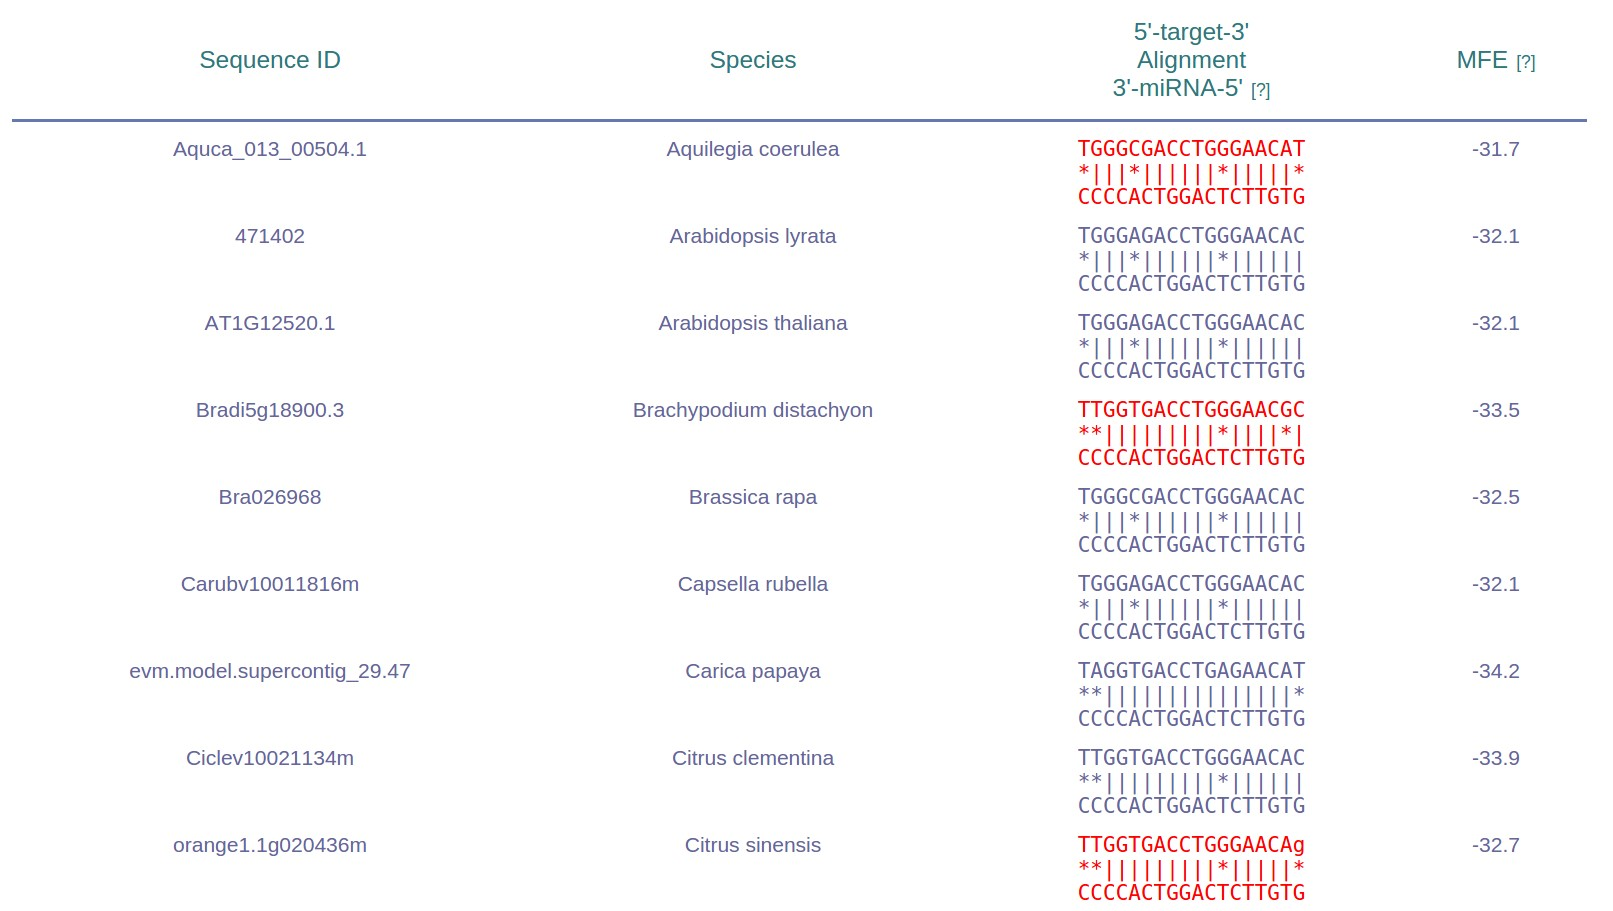 Sequence ID
Species
5'-target-3'
Alignment
3'-miRNA-5' [?]
MFE [?]
Aquca_013_00504.1
Aquilegia coerulea
TGGGCGACCTGGGAACAT
*|||*||||||*|||||*
CCCCACTGGACTCTTGTG
-31.7
471402
Arabidopsis lyrata
TGGGAGACCTGGGAACAC
*|||*||||||*||||||
CCCCACTGGACTCTTGTG
-32.1
AT1G12520.1
Arabidopsis thaliana
TGGGAGACCTGGGAACAC
*|||*||||||*||||||
CCCCACTGGACTCTTGTG
-32.1
Bradi5g18900.3
Brachypodium distachyon
TTGGTGACCTGGGAACGC
**|||||||||*||||*|
CCCCACTGGACTCTTGTG
-33.5
Bra026968
Brassica rapa
TGGGCGACCTGGGAACAC
*|||*||||||*||||||
CCCCACTGGACTCTTGTG
-32.5
Carubv10011816m
Capsella rubella
TGGGAGACCTGGGAACAC
*|||*||||||*||||||
CCCCACTGGACTCTTGTG
-32.1
evm.model.supercontig_29.47
Carica papaya
TAGGTGACCTGAGAACAT
**|||||||||||||||*
CCCCACTGGACTCTTGTG
-34.2
Ciclev10021134m
Citrus clementina
TTGGTGACCTGGGAACAC
**|||||||||*||||||
CCCCACTGGACTCTTGTG
-33.9
orange1.1g020436m
Citrus sinensis
TTGGTGACCTGGGAACAg
**|||||||||*|||||*
CCCCACTGGACTCTTGTG
-32.7